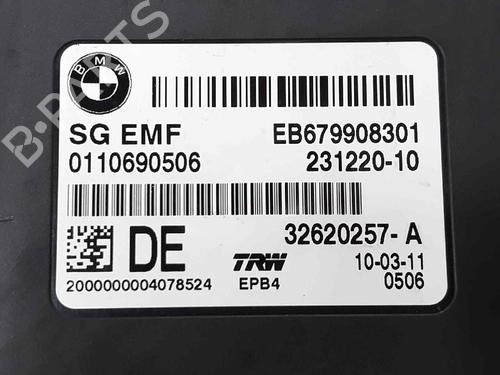 BMW
SG EMF EB679908301
0110690506 231220-10
32620257-A
DE TRW 10-03-11
2000000004078524 EPB4 0506
B-PARTS